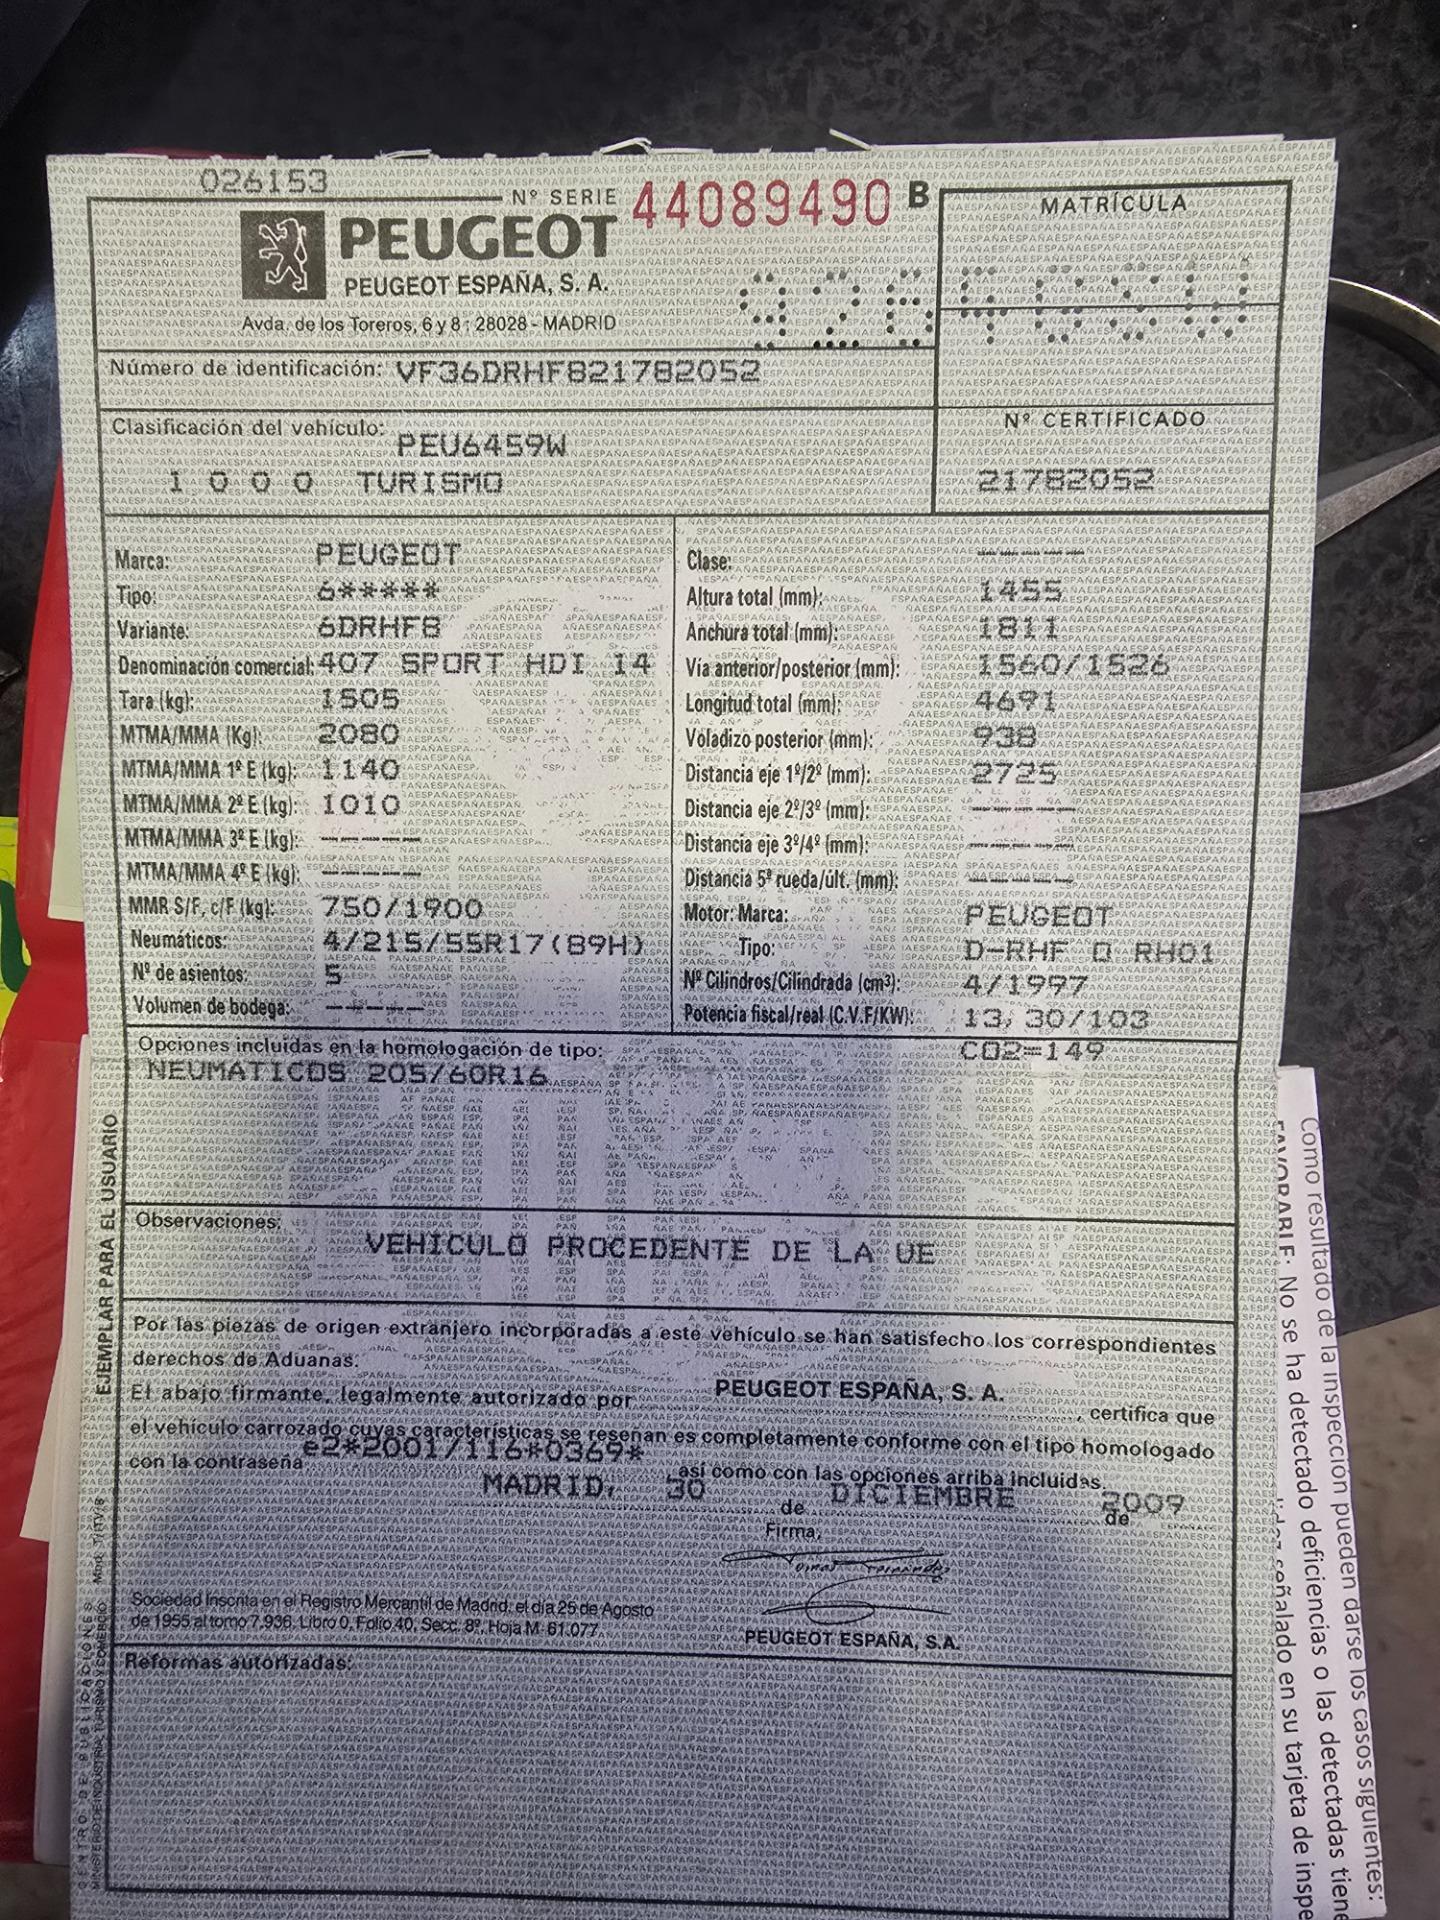 026153
Nº SERIE 44089490 B
PEUGEOT
PEUGEOT ESPAÑA, S. A.
Avda. de los Toreros, 6 y 8 - 28028 - MADRID
MATRÍCULA
Número de identificación: VF36DRHF821782052
Clasificación del vehículo: PEU6459W
1 0 0 0 TURISMO
Nº CERTIFICADO
21782052
Marca: PEUGEOT
Tipo: 6*****
Variante: 6DRHF8
Denominación comercial: 407 SPORT HDI 14
Tara (kg): 1505
MTMA/MMA (Kg): 2080
MTMA/MMA 1º E (kg): 1140
MTMA/MMA 2º E (kg): 1010
MTMA/MMA 3º E (kg): -----
MTMA/MMA 4º E (kg): -----
MMR S/F, c/F (kg): 750/1900
Neumáticos: 4/215/55R17(89H)
Nº de asientos: 5
Volumen de bodega: -----
Clase: -----
Altura total (mm): 1455
Anchura total (mm): 1811
Vía anterior/posterior (mm): 1560/1526
Longitud total (mm): 4691
Voladizo posterior (mm): 938
Distancia eje 1º/2º (mm): 2725
Distancia eje 2º/3º (mm): -----
Distancia eje 3º/4º (mm): -----
Distancia 5ª rueda/últ. (mm): -----
Motor: Marca: PEUGEOT
Tipo: D-RHF O RH01
Nº Cilindros/Cilindrada (cm³): 4/1997
Potencia fiscal/real (C.V.F/KW): 13,30/103
Opciones incluidas en la homologación de tipo: CO2=149
NEUMATICOS 205/60R16
Observaciones:
VEHICULO PROCEDENTE DE LA UE
Por las piezas de origen extranjero incorporadas a este vehículo se han satisfecho los correspondientes
derechos de Aduanas.
El abajo firmante, legalmente autorizado por PEUGEOT ESPAÑA, S. A. , certifica que
el vehículo carrozado cuyas características se reseñan es completamente conforme con el tipo homologado
con la contraseña e2*2001/116*0369* así como con las opciones arriba incluidas.
MADRID, 30 de DICIEMBRE de 2009
Firma,
PEUGEOT ESPAÑA, S.A.
Sociedad Inscrita en el Registro Mercantil de Madrid, el día 25 de Agosto
de 1955 al tomo 7.936, Libro 0, Folio 40, Secc. 8ª, Hoja M-61.077
Reformas autorizadas:
EJEMPLAR PARA EL USUARIO
CENTRO DE PUBLICACIONES
MINISTERIO DE INDUSTRIA, TURISMO Y COMERCIO
Como resultado de la inspección pueden darse los casos siguientes:
FAVORABLE: No se ha detectado deficiencias o las detectadas tiene
señalado en su tarjeta de inspe